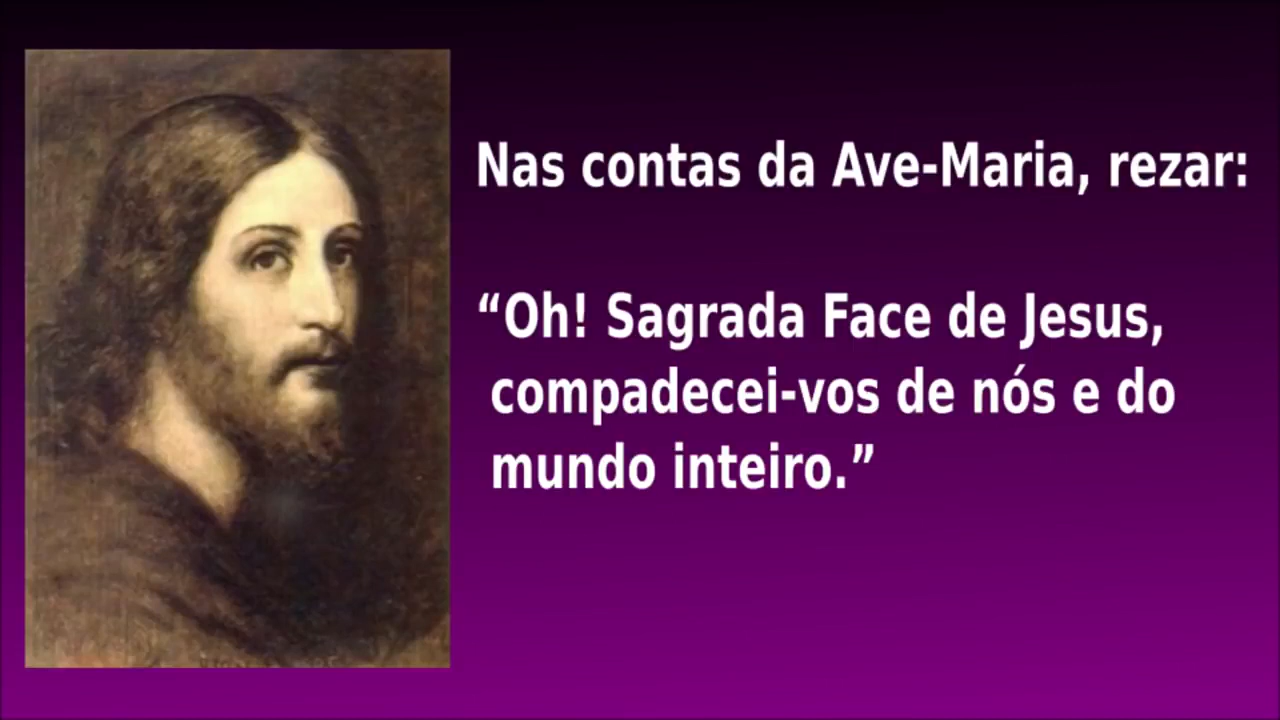 Nas contas da Ave-Maria, rezar:
“Oh! Sagrada Face de Jesus,
compadecei-vos de nós e do
mundo inteiro.”